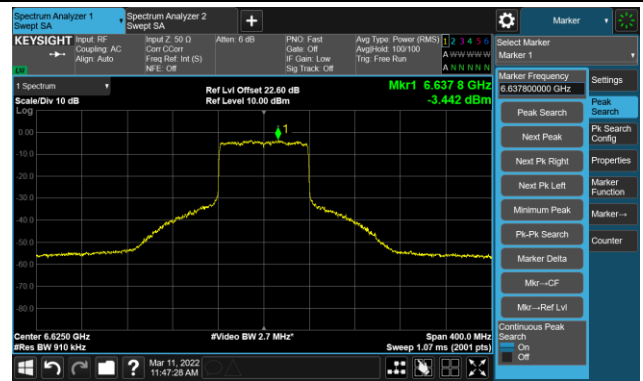 Spectrum Analyzer 1
Swept SA
Spectrum Analyzer 2
Swept SA
+
Marker
KEYSIGHT
Input: RF
Coupling: AC
Align: Auto
Input Z: 50 Ω
Corr CCorr
Freq Ref: Int (S)
NFE: Off
Atten: 6 dB
PNO: Fast
Gate: Off
IF Gain: Low
Sig Track: Off
Avg Type: Power (RMS)
Avg|Hold: 100/100
Trig: Free Run
1 2 3 4 5 6
A W W W W W
A N N N N N
LW
Select Marker
Marker 1
1 Spectrum
Scale/Div 10 dB
Log
Ref Lvl Offset 22.60 dB
Ref Level 10.00 dBm
Mkr1 6.637 8 GHz
-3.442 dBm
1
0.00
-10.0
-20.0
-30.0
-40.0
-50.0
-60.0
-70.0
-80.0
Center 6.6250 GHz
#Res BW 910 kHz
#Video BW 2.7 MHz*
Span 400.0 MHz
Sweep 1.07 ms (2001 pts)
Marker Frequency
6.637800000 GHz
Peak Search
Next Peak
Next Pk Right
Next Pk Left
Minimum Peak
Pk-Pk Search
Marker Delta
Mkr→CF
Mkr→Ref Lvl
Continuous Peak
Search
On
Off
Settings
Peak
Search
Pk Search
Config
Properties
Marker
Function
Marker→
Counter
?
Mar 11, 2022
11:47:28 AM